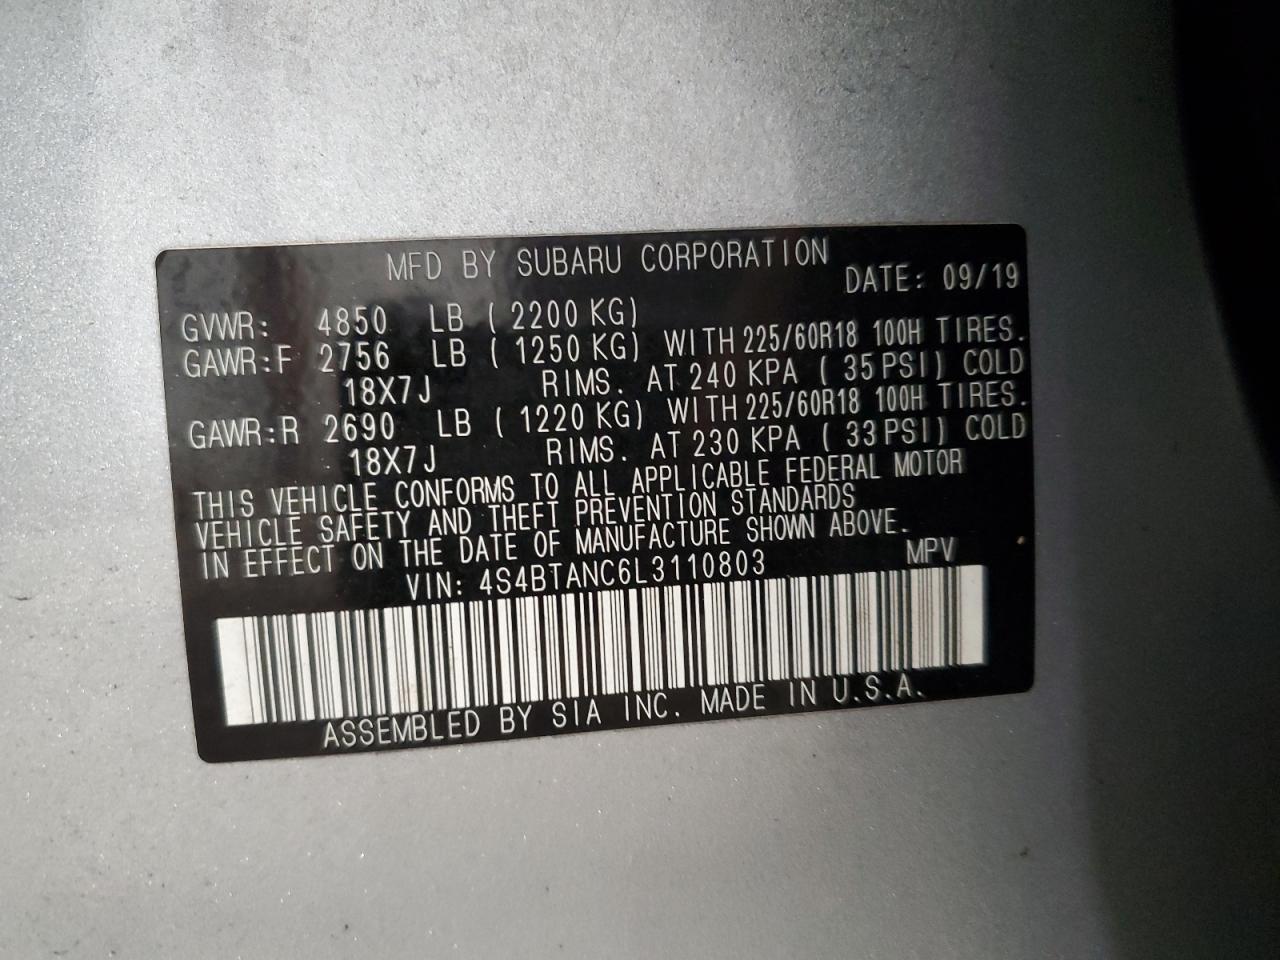 MFD BY SUBARU CORPORATION
DATE: 09/19
GVWR: 4850 LB ( 2200 KG)
GAWR:F 2756 LB ( 1250 KG) WITH 225/60R18 100H TIRES.
18X7J RIMS. AT 240 KPA ( 35 PSI) COLD
GAWR:R 2690 LB ( 1220 KG) WITH 225/60R18 100H TIRES.
18X7J RIMS. AT 230 KPA ( 33 PSI) COLD
THIS VEHICLE CONFORMS TO ALL APPLICABLE FEDERAL MOTOR
VEHICLE SAFETY AND THEFT PREVENTION STANDARDS
IN EFFECT ON THE DATE OF MANUFACTURE SHOWN ABOVE.
VIN: 4S4BTANC6L3110803 MPV
ASSEMBLED BY SIA INC. MADE IN U.S.A.